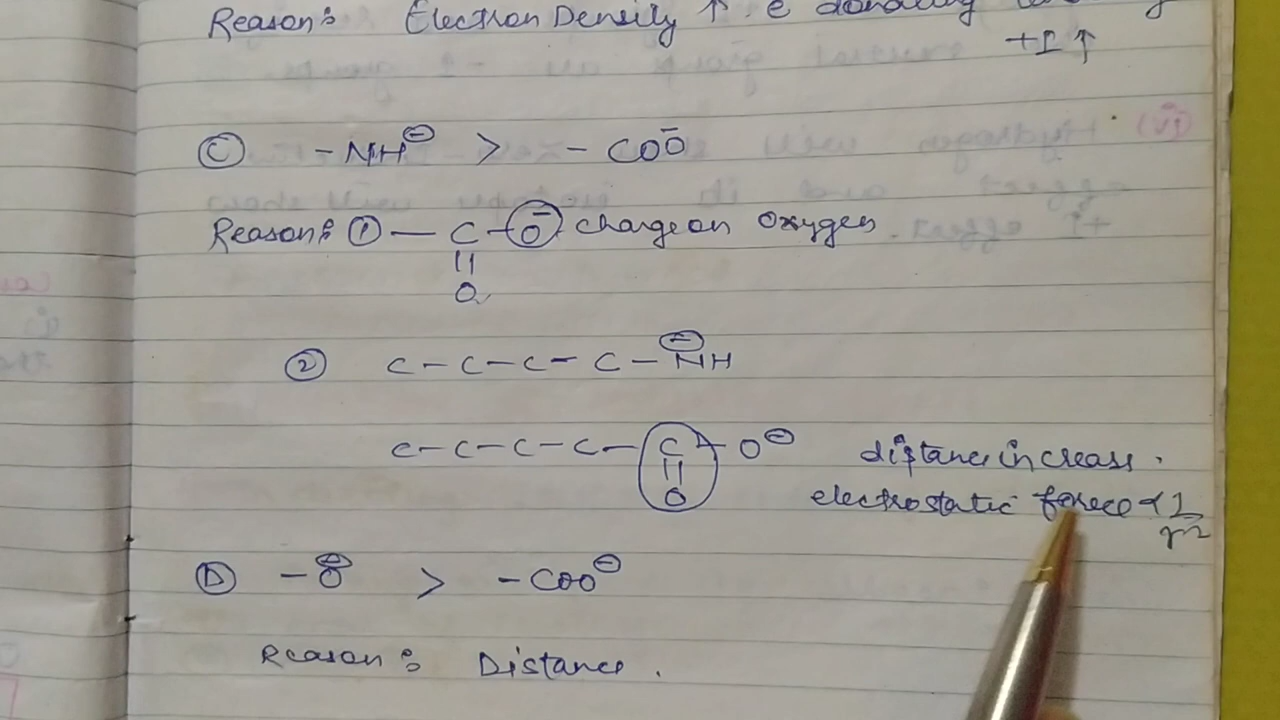 Reason: Electron Density ↑ . e donating
+I ↑
(C) -NH⊖ > - COO⁻
Reason: ① — C - O⁻ charge on oxygen.
||
O
② C - C - C - C - N⊖H
C - C - C - C - C - O⊖ distance increase.
|| electrostatic force ∝ 1/r²
O
(D) - O⊖ > - COO⊖
Reason: Distance.